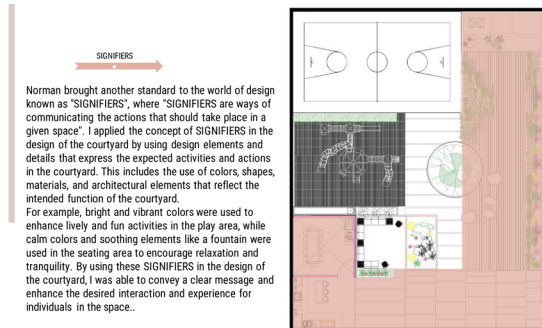 SIGNIFIERS
Norman brought another standard to the world of design
known as "SIGNIFIERS", where "SIGNIFIERS are ways of
communicating the actions that should take place in a
given space". I applied the concept of SIGNIFIERS in the
design of the courtyard by using design elements and
details that express the expected activities and actions
in the courtyard. This includes the use of colors, shapes,
materials, and architectural elements that reflect the
intended function of the courtyard.
For example, bright and vibrant colors were used to
enhance lively and fun activities in the play area, while
calm colors and soothing elements like a fountain were
used in the seating area to encourage relaxation and
tranquility. By using these SIGNIFIERS in the design of
the courtyard, I was able to convey a clear message and
enhance the desired interaction and experience for
individuals in the space..